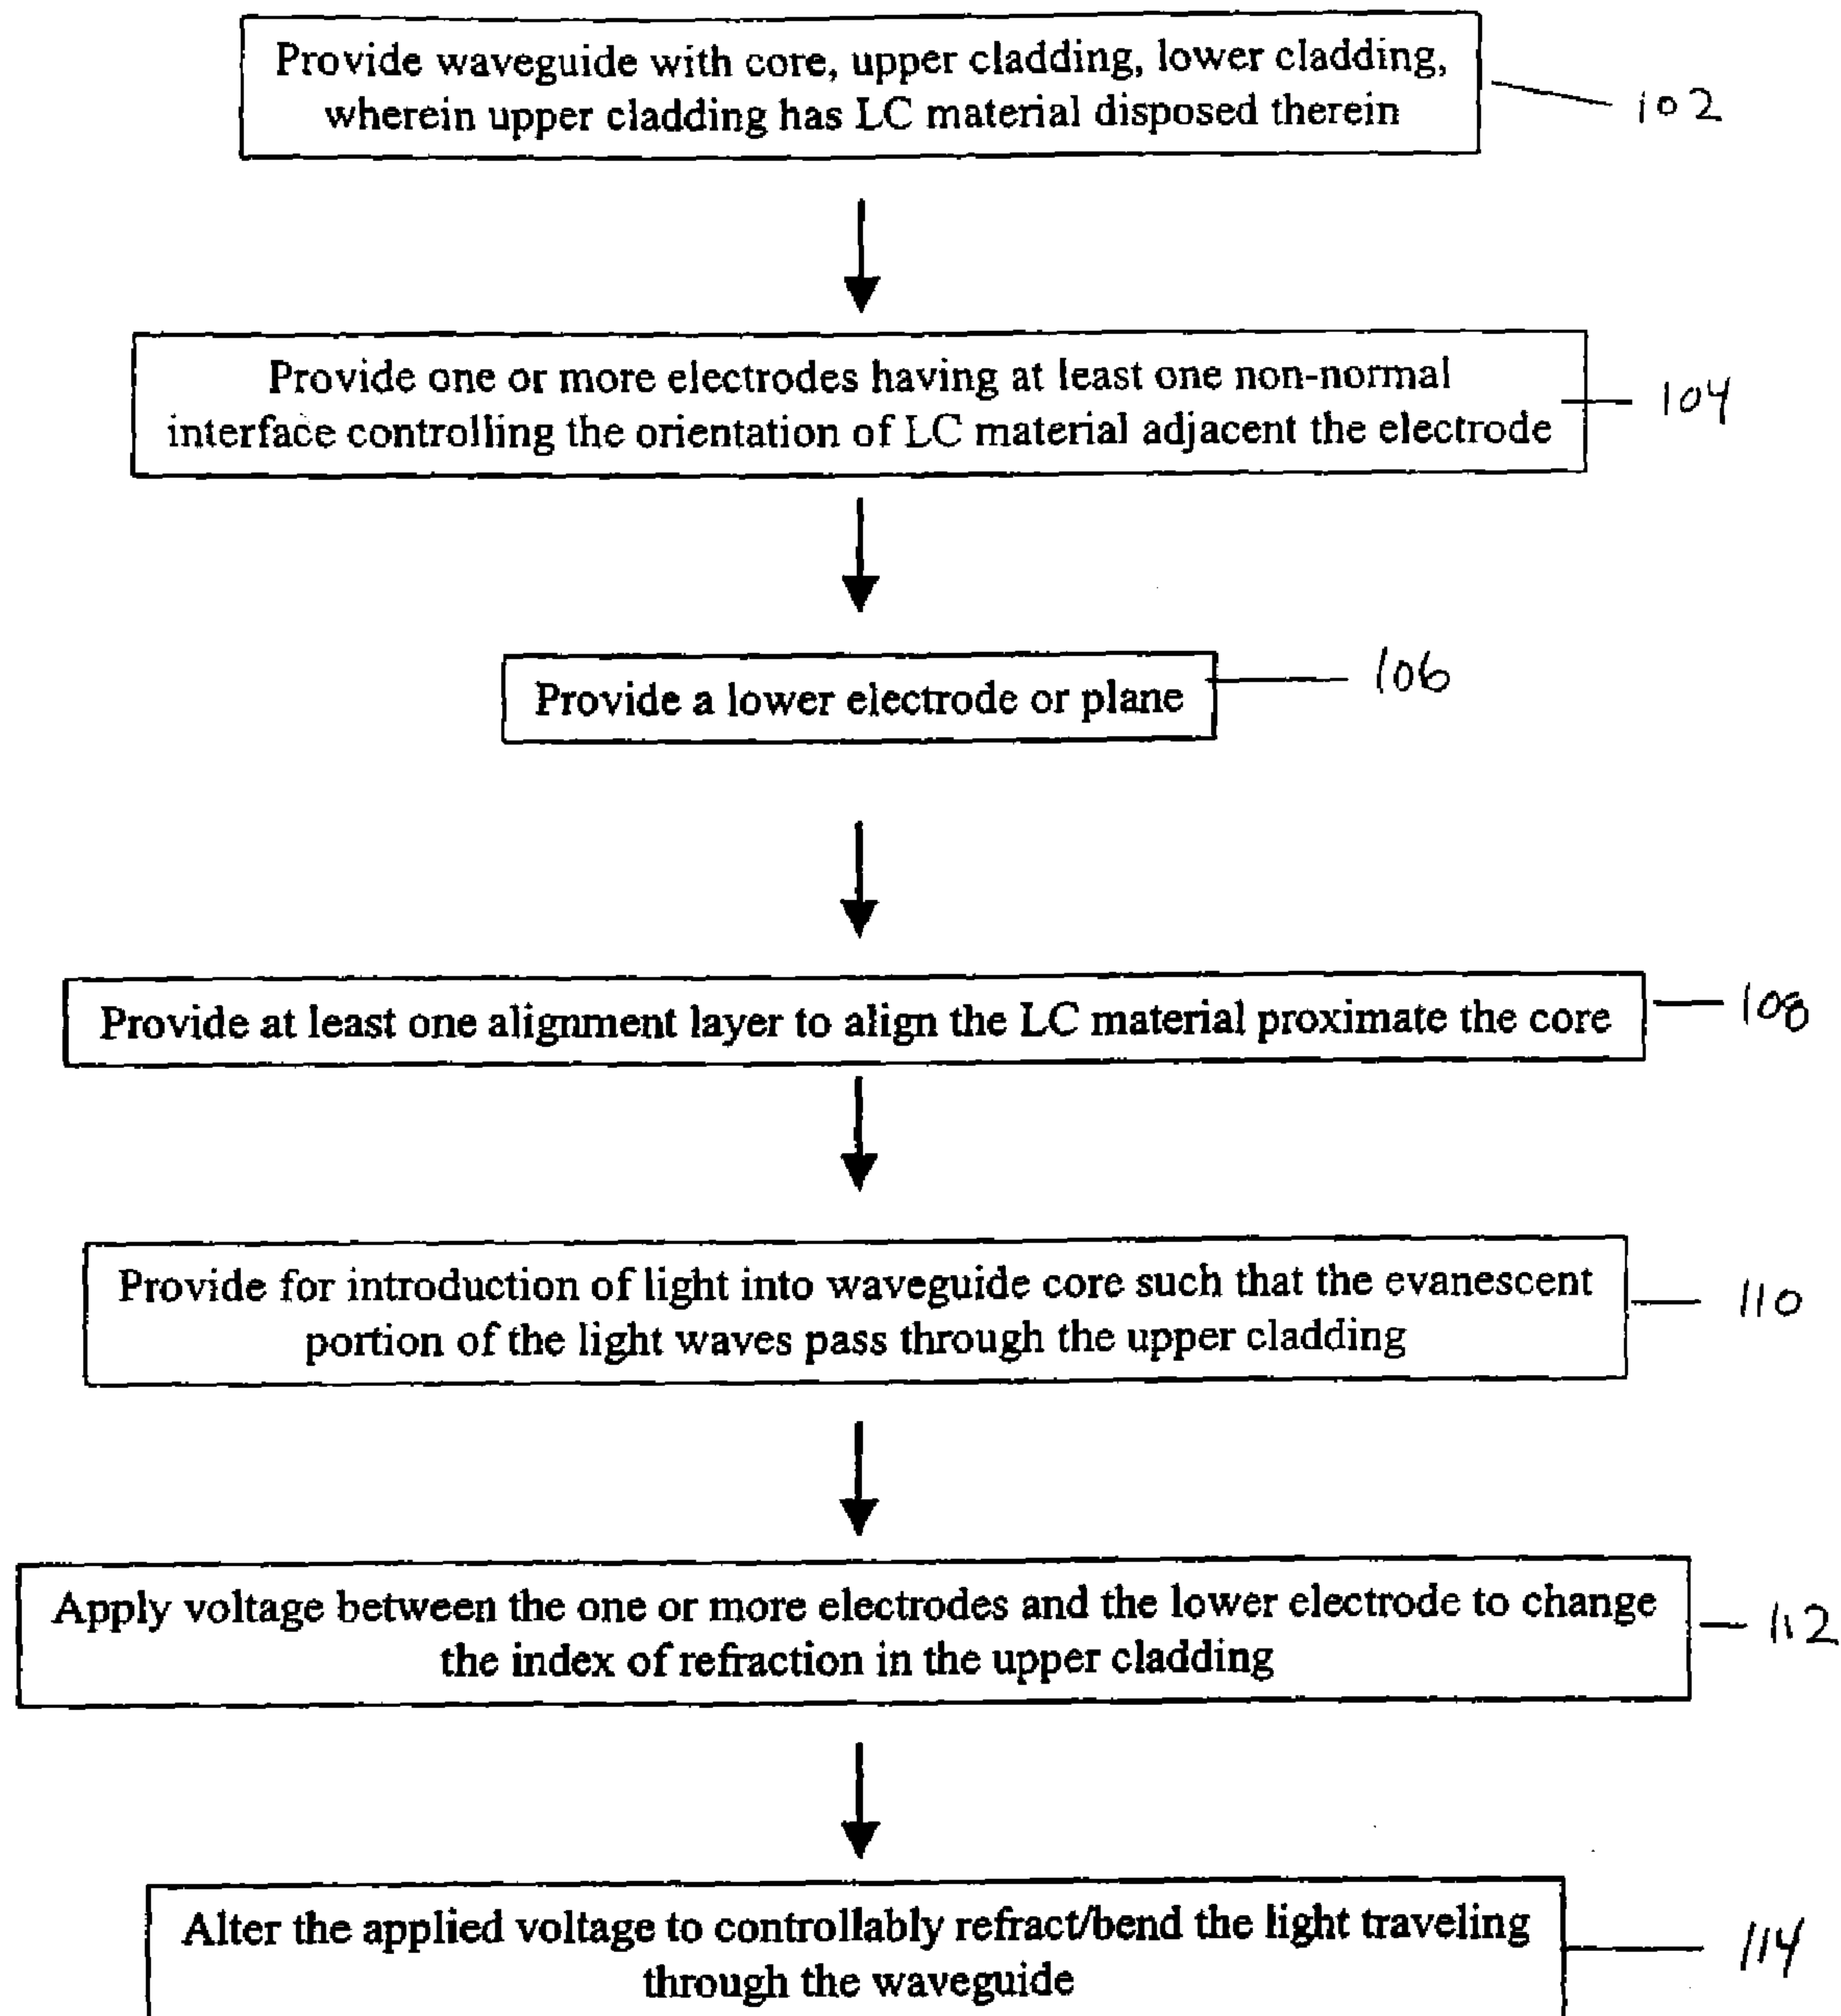 Provide waveguide with core, upper cladding, lower cladding,
wherein upper cladding has LC material disposed therein
102
Provide one or more electrodes having at least one non-normal
interface controlling the orientation of LC material adjacent the electrode
104
Provide a lower electrode or plane
106
Provide at least one alignment layer to align the LC material proximate the core
108
Provide for introduction of light into waveguide core such that the evanescent
portion of the light waves pass through the upper cladding
110
Apply voltage between the one or more electrodes and the lower electrode to change
the index of refraction in the upper cladding
112
Alter the applied voltage to controllably refract/bend the light traveling
through the waveguide
114